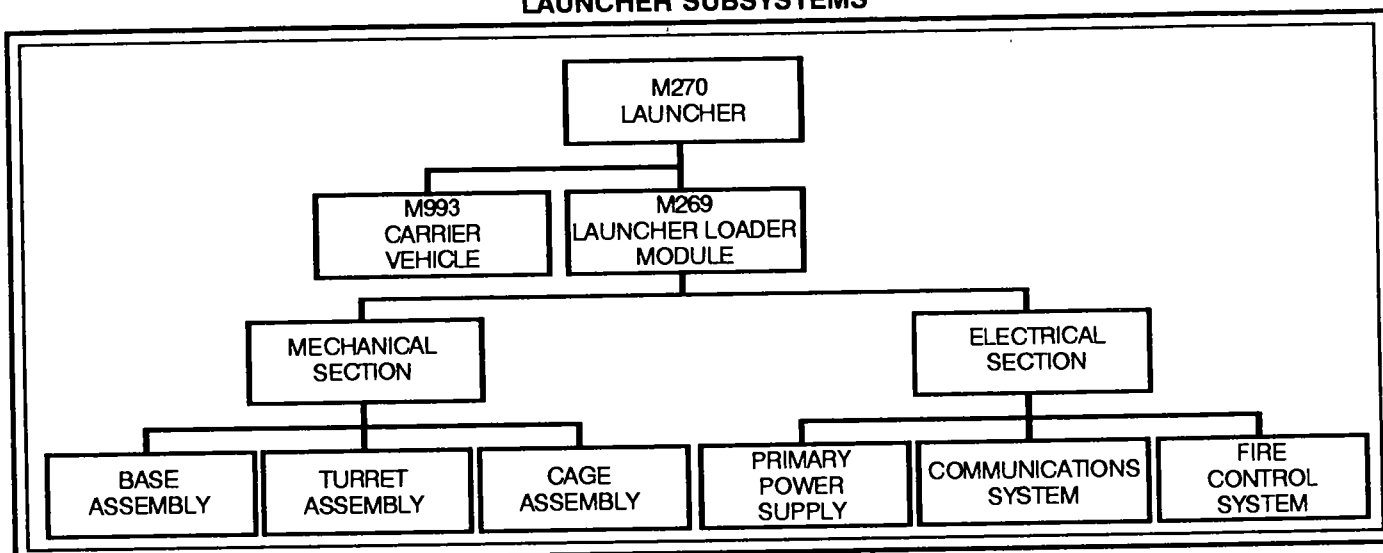 LAUNCHER SUBSYSTEMS
M270
LAUNCHER
M993
CARRIER
VEHICLE
M269
LAUNCHER LOADER
MODULE
MECHANICAL
SECTION
ELECTRICAL
SECTION
BASE
ASSEMBLY
TURRET
ASSEMBLY
CAGE
ASSEMBLY
PRIMARY
POWER
SUPPLY
COMMUNICATIONS
SYSTEM
FIRE
CONTROL
SYSTEM